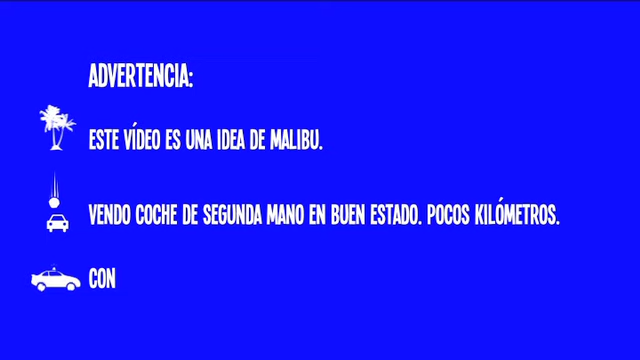 ADVERTENCIA:
ESTE VÍDEO ES UNA IDEA DE MALIBU.
VENDO COCHE DE SEGUNDA MANO EN BUEN ESTADO. POCOS KILÓMETROS.
CON